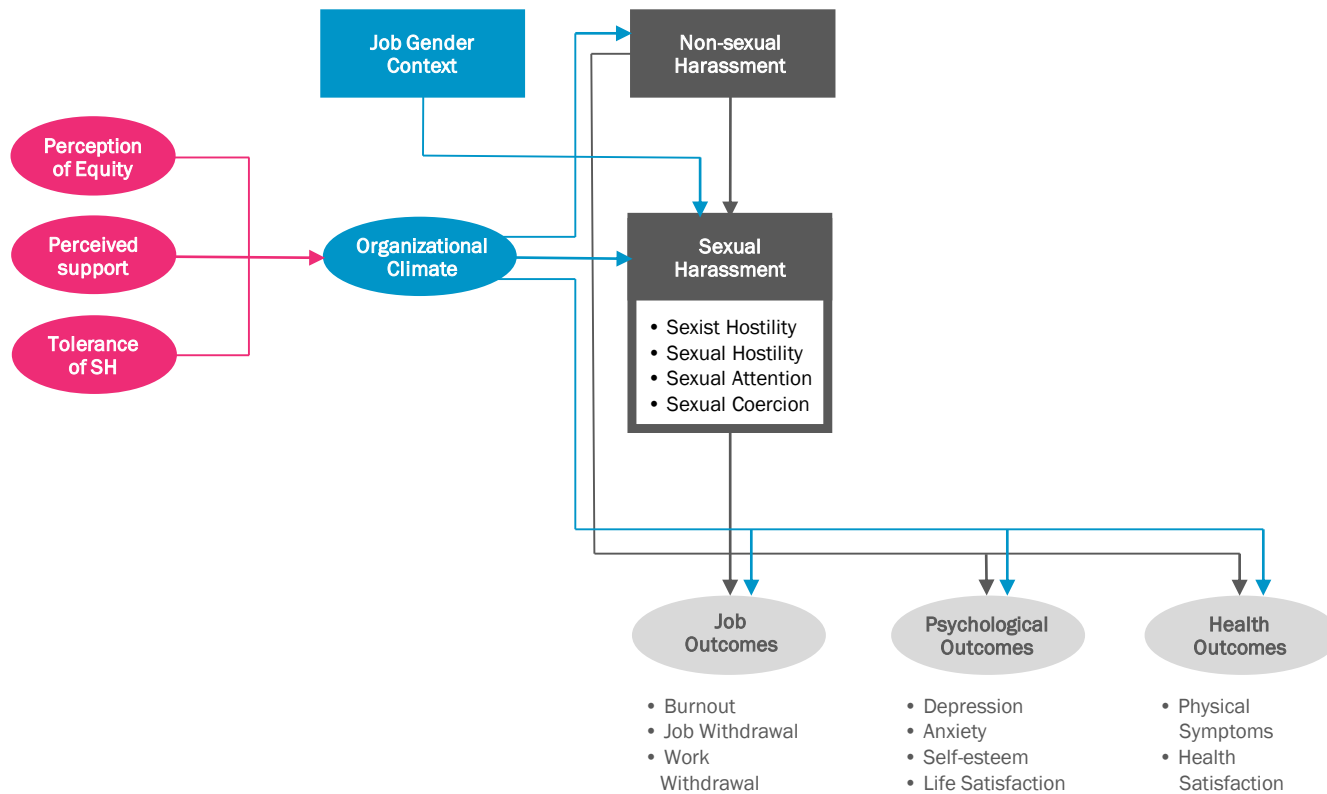 Job Gender
Context
Non-sexual
Harassment
Perception
of Equity
Perceived
support
Tolerance
of SH
Organizational
Climate
Sexual
Harassment
• Sexist Hostility
• Sexual Hostility
• Sexual Attention
• Sexual Coercion
Job
Outcomes
• Burnout
• Job Withdrawal
• Work
Withdrawal
Psychological
Outcomes
• Depression
• Anxiety
• Self-esteem
• Life Satisfaction
Health
Outcomes
• Physical
Symptoms
• Health
Satisfaction